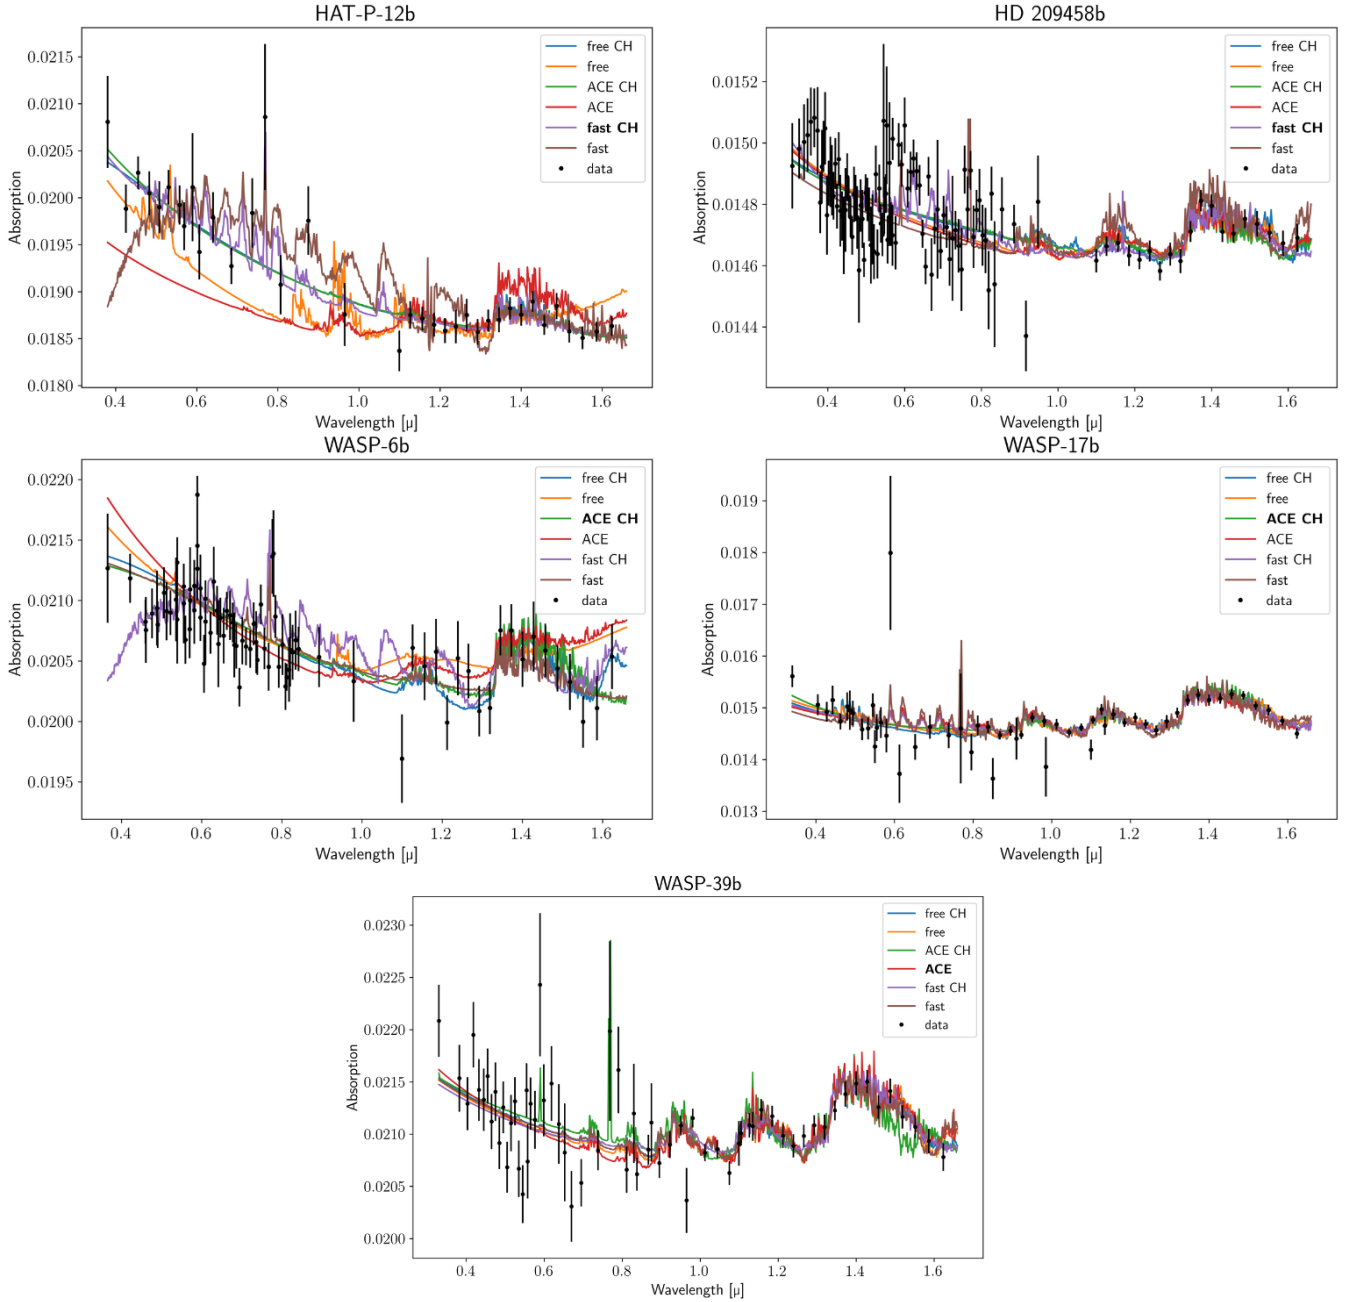 HAT-P-12b
0.0215
0.0210
0.0205
0.0200
0.0195
0.0190
0.0185
0.0180
Absorption
0.4 0.6 0.8 1.0 1.2 1.4 1.6
Wavelength [μ]
free CH
free
ACE CH
ACE
fast CH
fast
data
HD 209458b
0.0152
0.0150
0.0148
0.0146
0.0144
Absorption
0.4 0.6 0.8 1.0 1.2 1.4 1.6
Wavelength [μ]
free CH
free
ACE CH
ACE
fast CH
fast
data
WASP-6b
0.0220
0.0215
0.0210
0.0205
0.0200
0.0195
Absorption
0.4 0.6 0.8 1.0 1.2 1.4 1.6
Wavelength [μ]
free CH
free
ACE CH
ACE
fast CH
fast
data
WASP-17b
0.019
0.018
0.017
0.016
0.015
0.014
0.013
Absorption
0.4 0.6 0.8 1.0 1.2 1.4 1.6
Wavelength [μ]
free CH
free
ACE CH
ACE
fast CH
fast
data
WASP-39b
0.0230
0.0225
0.0220
0.0215
0.0210
0.0205
0.0200
Absorption
0.4 0.6 0.8 1.0 1.2 1.4 1.6
Wavelength [μ]
free CH
free
ACE CH
ACE
fast CH
fast
data